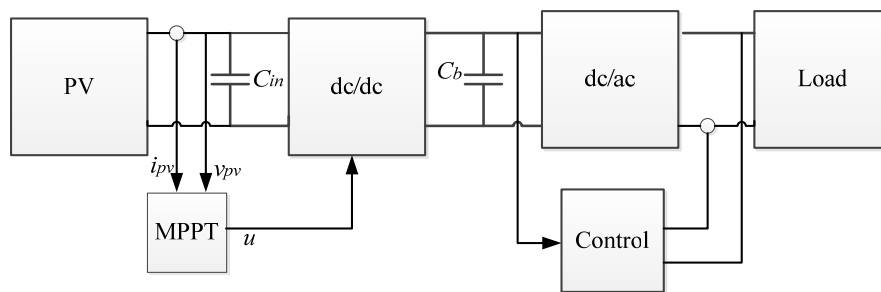 PV
Cin
dc/dc
Cb
dc/ac
Load
ipv
vpv
MPPT
u
Control